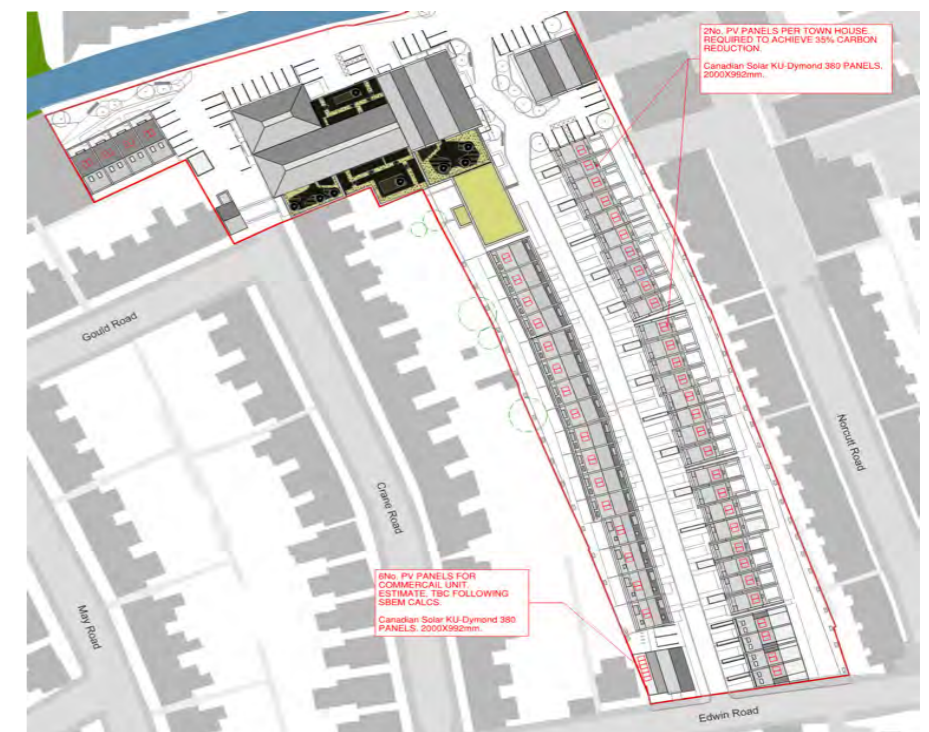 2No. PV PANELS PER TOWN HOUSE.
REQUIRED TO ACHIEVE 35% CARBON
REDUCTION.
Canadian Solar KU-Dymond 380 PANELS.
2000X992mm.
Gould Road
Norcutt Road
Crane Road
6No. PV PANELS FOR
COMMERCAIL UNIT.
ESTIMATE, TBC FOLLOWING
SBEM CALCS.
Canadian Solar KU-Dymond 380
PANELS. 2000X992mm.
May Road
Edwin Road